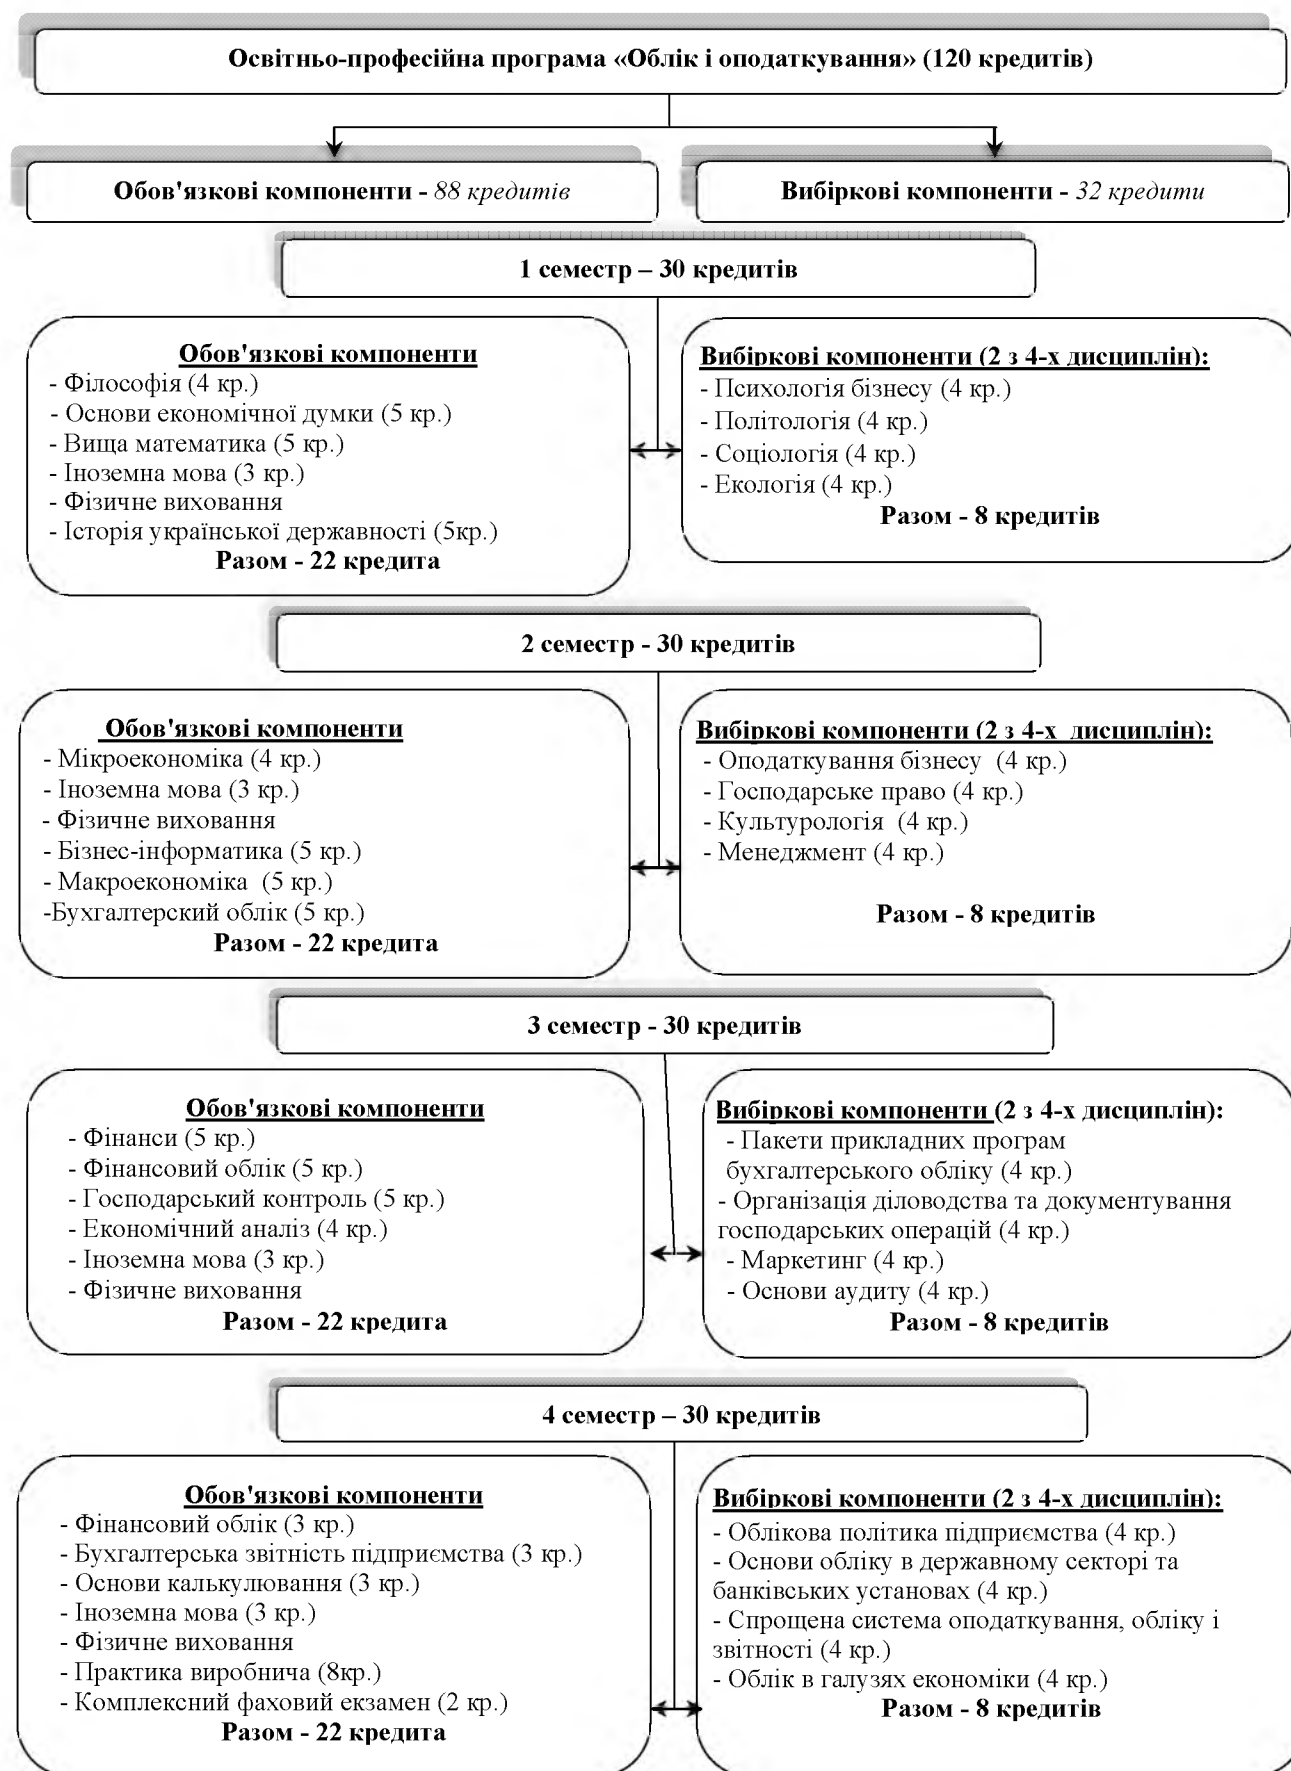 Освітньо-професійна програма «Облік і оподаткування» (120 кредитів)
Обов'язкові компоненти - 88 кредитів
Вибіркові компоненти - 32 кредити
1 семестр – 30 кредитів
Обов'язкові компоненти
- Філософія (4 кр.)
- Основи економічної думки (5 кр.)
- Вища математика (5 кр.)
- Іноземна мова (3 кр.)
- Фізичне виховання
- Історія української державності (5кр.)
Разом - 22 кредита
Вибіркові компоненти (2 з 4-х дисциплін):
- Психологія бізнесу (4 кр.)
- Політологія (4 кр.)
- Соціологія (4 кр.)
- Екологія (4 кр.)
Разом - 8 кредитів
2 семестр - 30 кредитів
Обов'язкові компоненти
- Мікроекономіка (4 кр.)
- Іноземна мова (3 кр.)
- Фізичне виховання
- Бізнес-інформатика (5 кр.)
- Макроекономіка (5 кр.)
-Бухгалтерский облік (5 кр.)
Разом - 22 кредита
Вибіркові компоненти (2 з 4-х дисциплін):
- Оподаткування бізнесу (4 кр.)
- Господарське право (4 кр.)
- Культурологія (4 кр.)
- Менеджмент (4 кр.)
Разом - 8 кредитів
3 семестр - 30 кредитів
Обов'язкові компоненти
- Фінанси (5 кр.)
- Фінансовий облік (5 кр.)
- Господарський контроль (5 кр.)
- Економічний аналіз (4 кр.)
- Іноземна мова (3 кр.)
- Фізичне виховання
Разом - 22 кредита
Вибіркові компоненти (2 з 4-х дисциплін):
- Пакети прикладних програм
бухгалтерського обліку (4 кр.)
- Організація діловодства та документування
господарських операцій (4 кр.)
- Маркетинг (4 кр.)
- Основи аудиту (4 кр.)
Разом - 8 кредитів
4 семестр – 30 кредитів
Обов'язкові компоненти
- Фінансовий облік (3 кр.)
- Бухгалтерська звітність підприємства (3 кр.)
- Основи калькулювання (3 кр.)
- Іноземна мова (3 кр.)
- Фізичне виховання
- Практика виробнича (8кр.)
- Комплексний фаховий екзамен (2 кр.)
Разом - 22 кредита
Вибіркові компоненти (2 з 4-х дисциплін):
- Облікова політика підприємства (4 кр.)
- Основи обліку в державному секторі та
банківських установах (4 кр.)
- Спрощена система оподаткування, обліку і
звітності (4 кр.)
- Облік в галузях економіки (4 кр.)
Разом - 8 кредитів